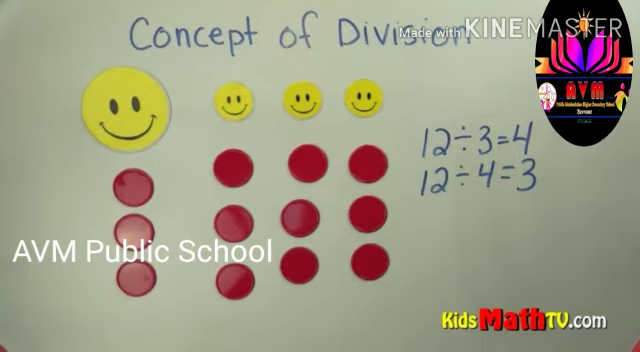 Made with KINEMASTER
Concept of Division
AVM
12÷3=4
12÷4=3
AVM Public School
KidsMathTV.com